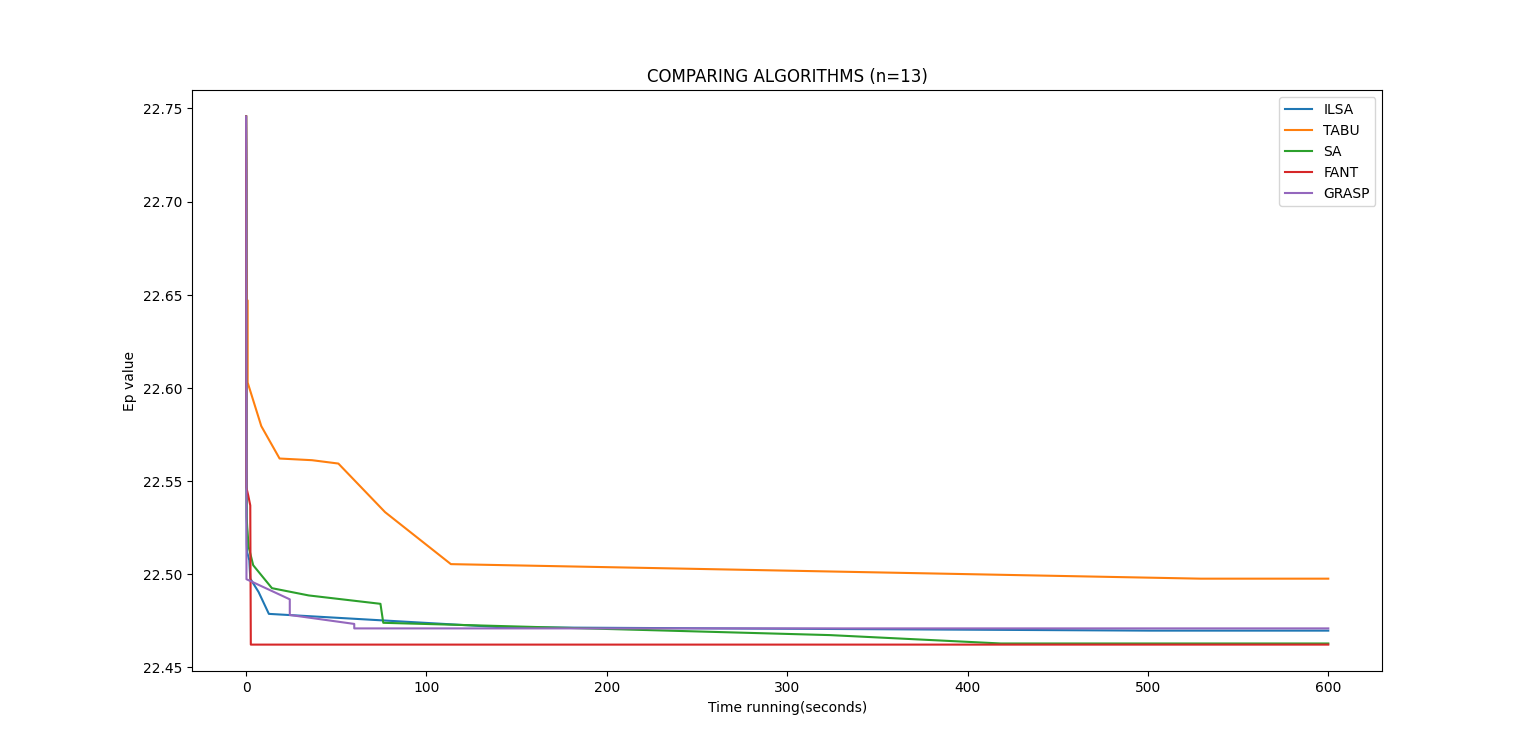 COMPARING ALGORITHMS (n=13)
22.75
22.70
22.65
22.60
22.55
22.50
22.45
Ep value
ILSA
TABU
SA
FANT
GRASP
0 100 200 300 400 500 600
Time running(seconds)